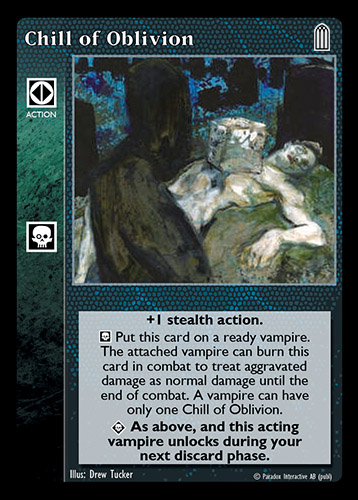 Chill of Oblivion
ACTION
+1 stealth action.
Put this card on a ready vampire.
The attached vampire can burn this
card in combat to treat aggravated
damage as normal damage until the
end of combat. A vampire can have
only one Chill of Oblivion.
As above, and this acting
vampire unlocks during your
next discard phase.
Illus: Drew Tucker
© Paradox Interactive AB (publ)